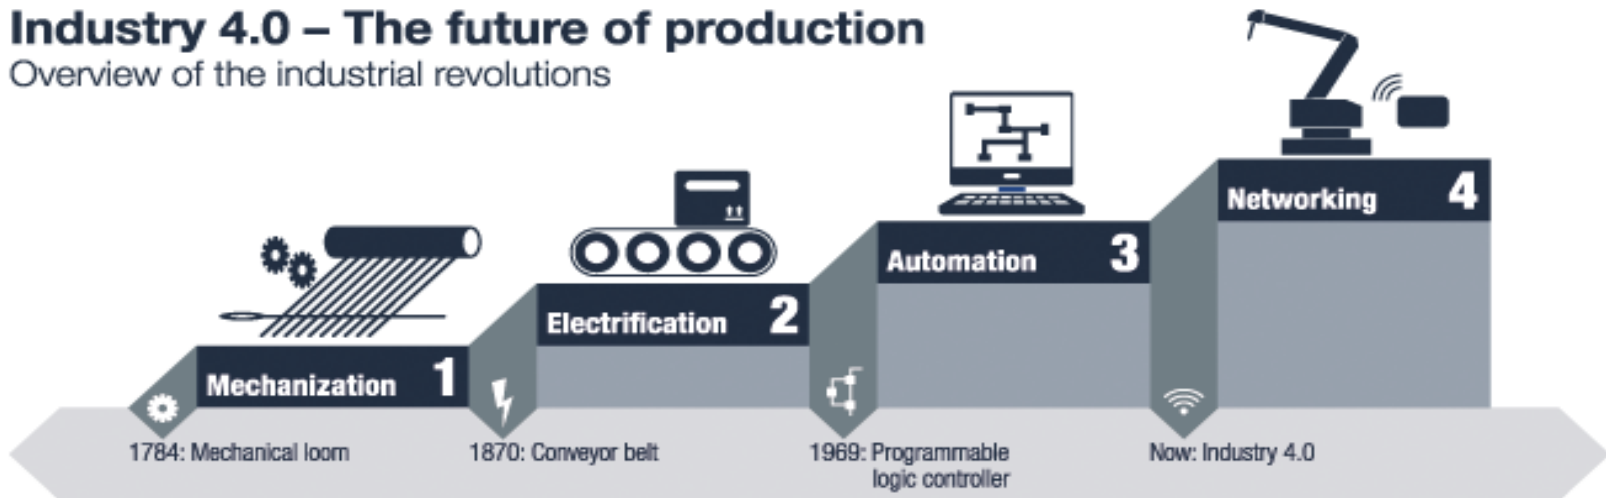 Industry 4.0 – The future of production
Overview of the industrial revolutions
Mechanization 1
Electrification 2
Automation 3
Networking 4
1784: Mechanical loom
1870: Conveyor belt
1969: Programmable
logic controller
Now: Industry 4.0